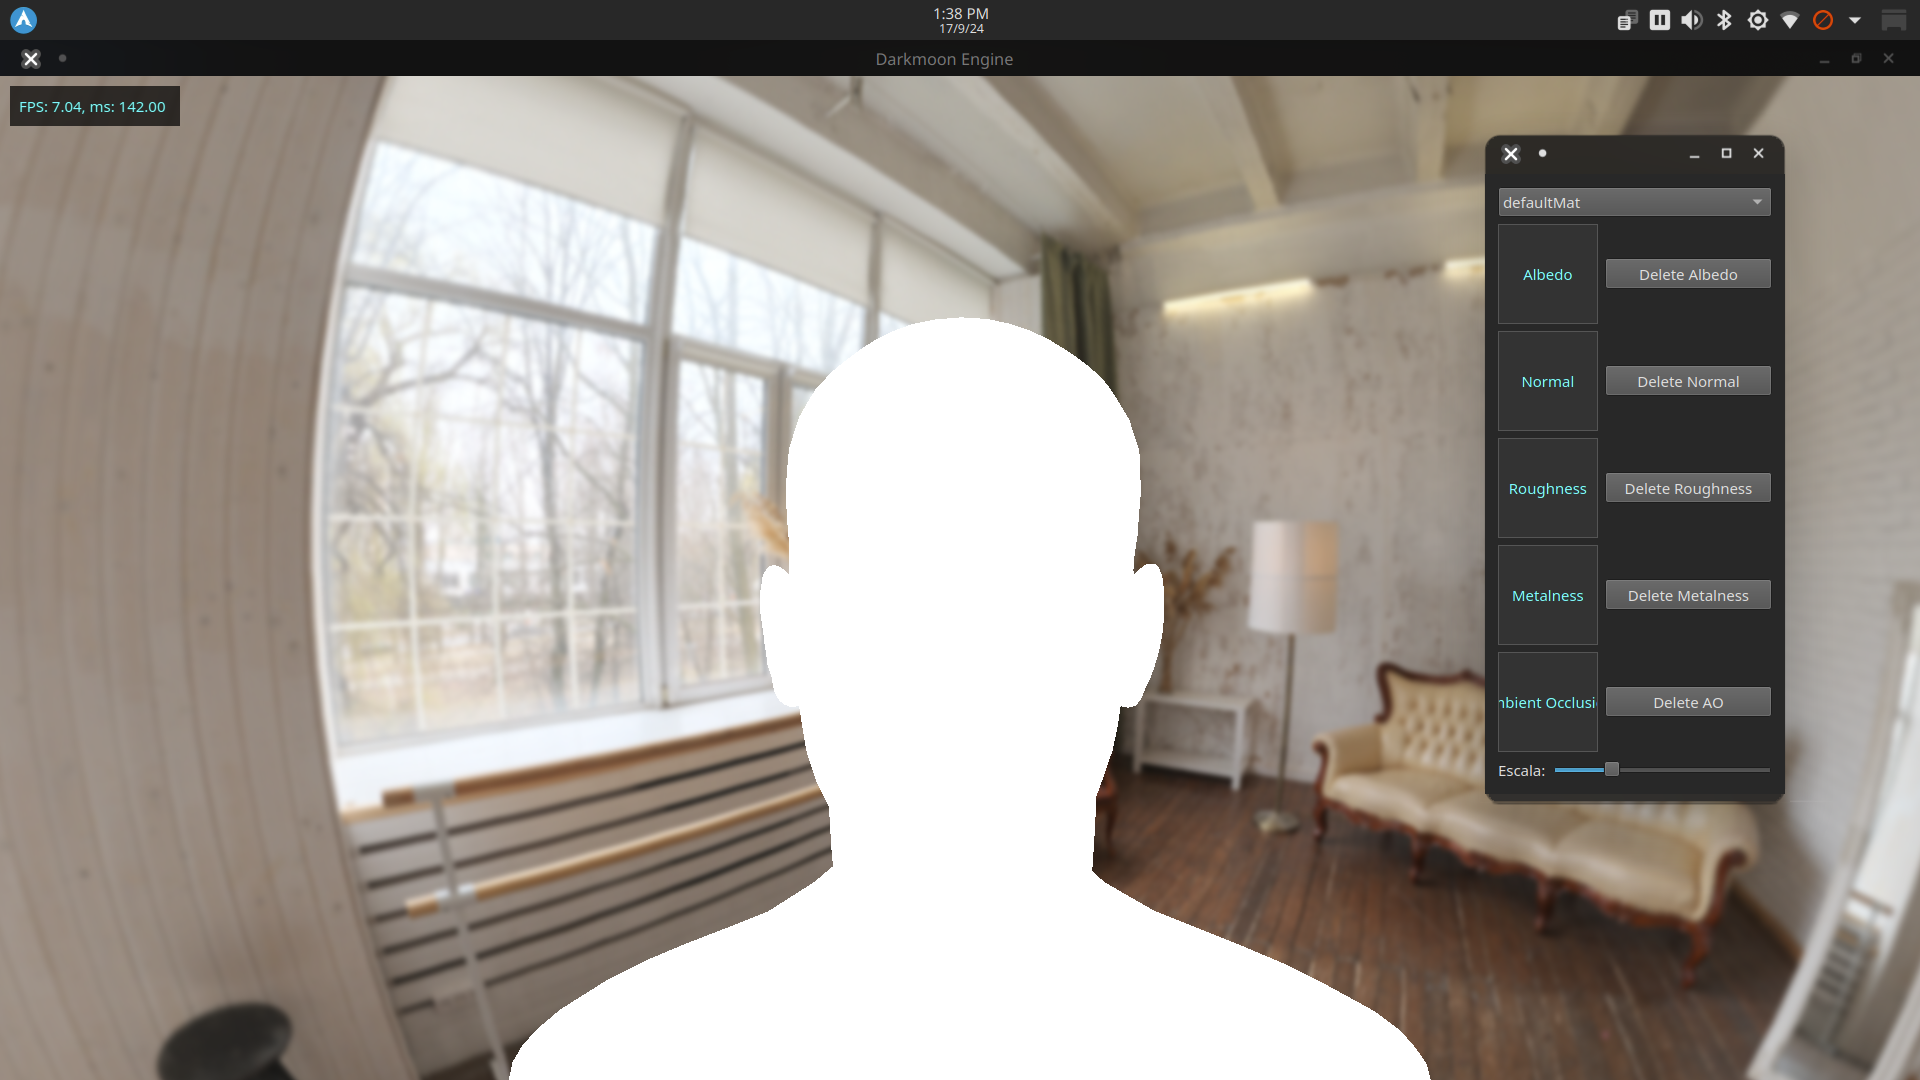 1:38 PM
17/9/24
Darkmoon Engine
FPS: 7.04, ms: 142.00
defaultMat
Albedo
Delete Albedo
Normal
Delete Normal
Roughness
Delete Roughness
Metalness
Delete Metalness
nbient Occlusi
Delete AO
Escala: